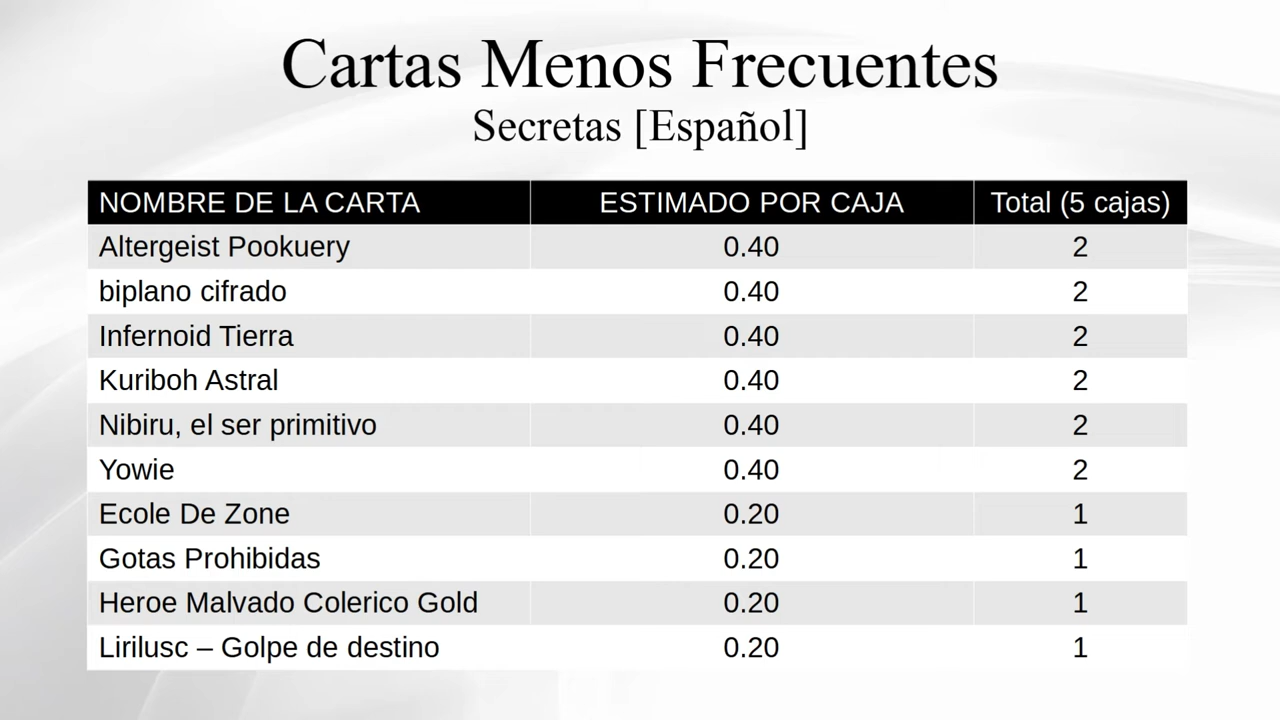 Cartas Menos Frecuentes
Secretas [Español]
NOMBRE DE LA CARTA ESTIMADO POR CAJA Total (5 cajas)
Altergeist Pookuery 0.40 2
biplano cifrado 0.40 2
Infernoid Tierra 0.40 2
Kuriboh Astral 0.40 2
Nibiru, el ser primitivo 0.40 2
Yowie 0.40 2
Ecole De Zone 0.20 1
Gotas Prohibidas 0.20 1
Heroe Malvado Colerico Gold 0.20 1
Lirilusc – Golpe de destino 0.20 1